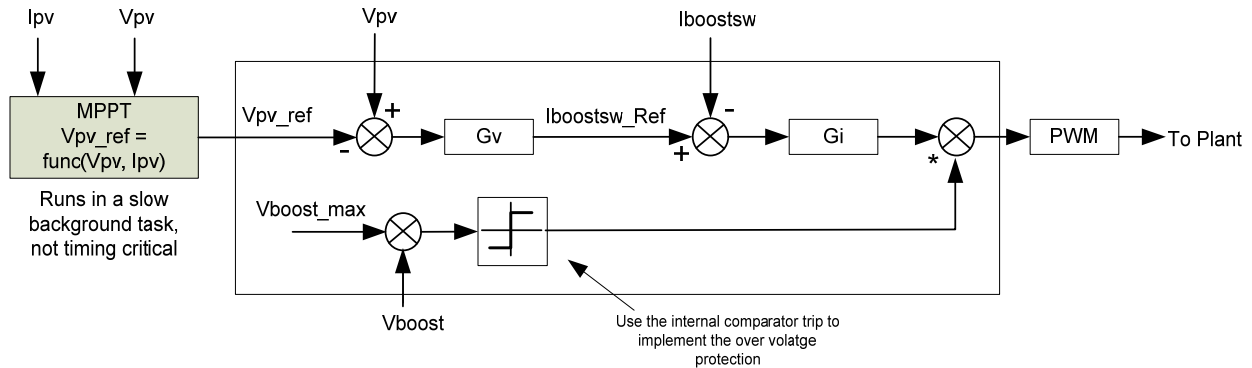 Ipv
Vpv
Vpv
Iboostsw
MPPT
Vpv_ref =
func(Vpv, Ipv)
Vpv_ref
+
-
Gv
Iboostsw_Ref
-
+
Gi
*
PWM
To Plant
Runs in a slow
background task,
not timing critical
Vboost_max
Vboost
Use the internal comparator trip to
implement the over volatge
protection